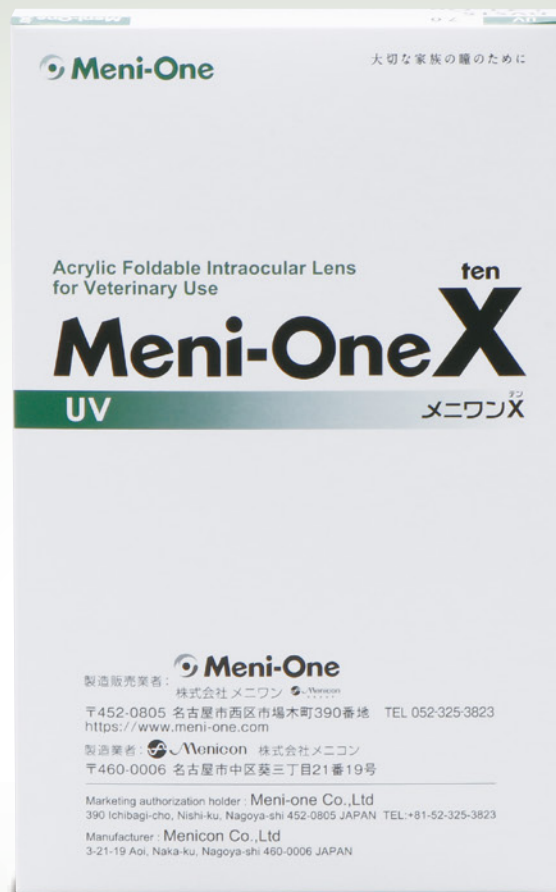 Meni-One
UV
Meni-One
大切な家族の瞳のために
Acrylic Foldable Intraocular Lens
for Veterinary Use
ten
Meni-One X
UV
テン
メニワンX
Meni-One
製造販売業者:
株式会社 メニワン Menicon
〒452-0805 名古屋市西区市場木町390番地 TEL 052-325-3823
https://www.meni-one.com
製造業者: Menicon 株式会社メニコン
〒460-0006 名古屋市中区葵三丁目21番19号
Marketing authorization holder : Meni-one Co.,Ltd
390 Ichibagi-cho, Nishi-ku, Nagoya-shi 452-0805 JAPAN TEL:+81-52-325-3823
Manufacturer : Menicon Co.,Ltd
3-21-19 Aoi, Naka-ku, Nagoya-shi 460-0006 JAPAN